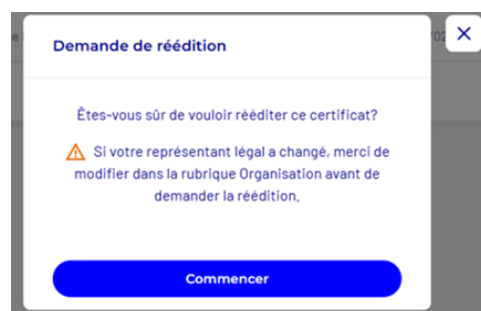 Demande de réédition
Êtes-vous sûr de vouloir rééditer ce certificat?
Si votre représentant légal a changé, merci de
modifier dans la rubrique Organisation avant de
demander la réédition.
Commencer